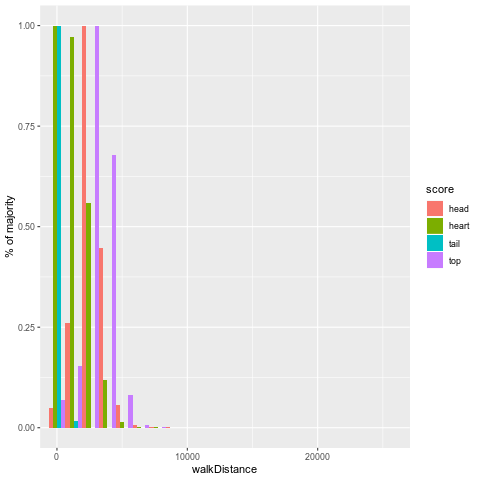 1.00
0.75
0.50
0.25
0.00
% of majority
0
10000
20000
walkDistance
score
head
heart
tail
top